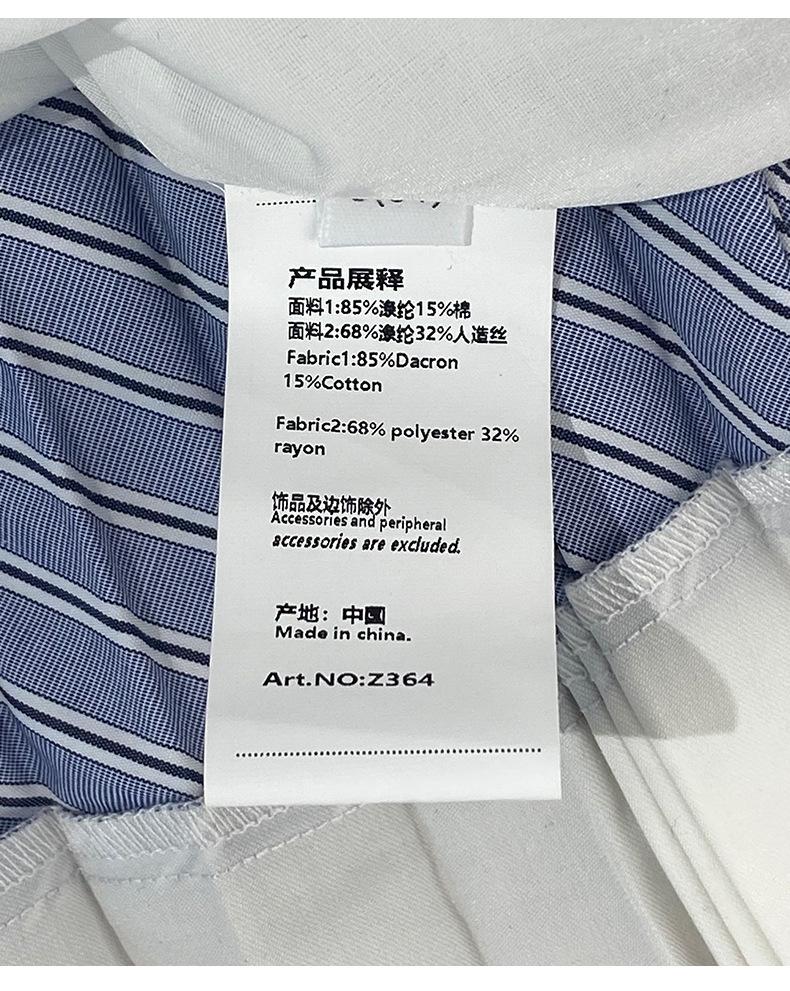 产品展释
面料1:85%涤纶15%棉
面料2:68%涤纶32%人造丝
Fabric1:85%Dacron
15%Cotton
Fabric2:68% polyester 32%
rayon
饰品及边饰除外
Accessories and peripheral
accessories are excluded.
产地：中国
Made in china.
Art.NO:Z364